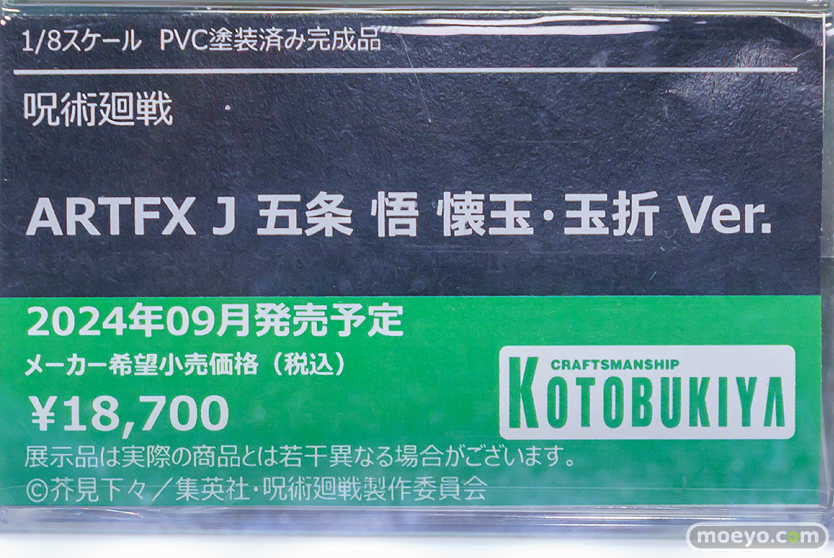 1/8スケール PVC塗装済み完成品
呪術廻戦
ARTFX J 五条 悟 懐玉・玉折 Ver.
2024年09月発売予定
メーカー希望小売価格（税込）
¥18,700
CRAFTSMANSHIP
KOTOBUKIYA
展示品は実際の商品とは若干異なる場合がございます。
©芥見下々／集英社・呪術廻戦製作委員会
moeyo.com